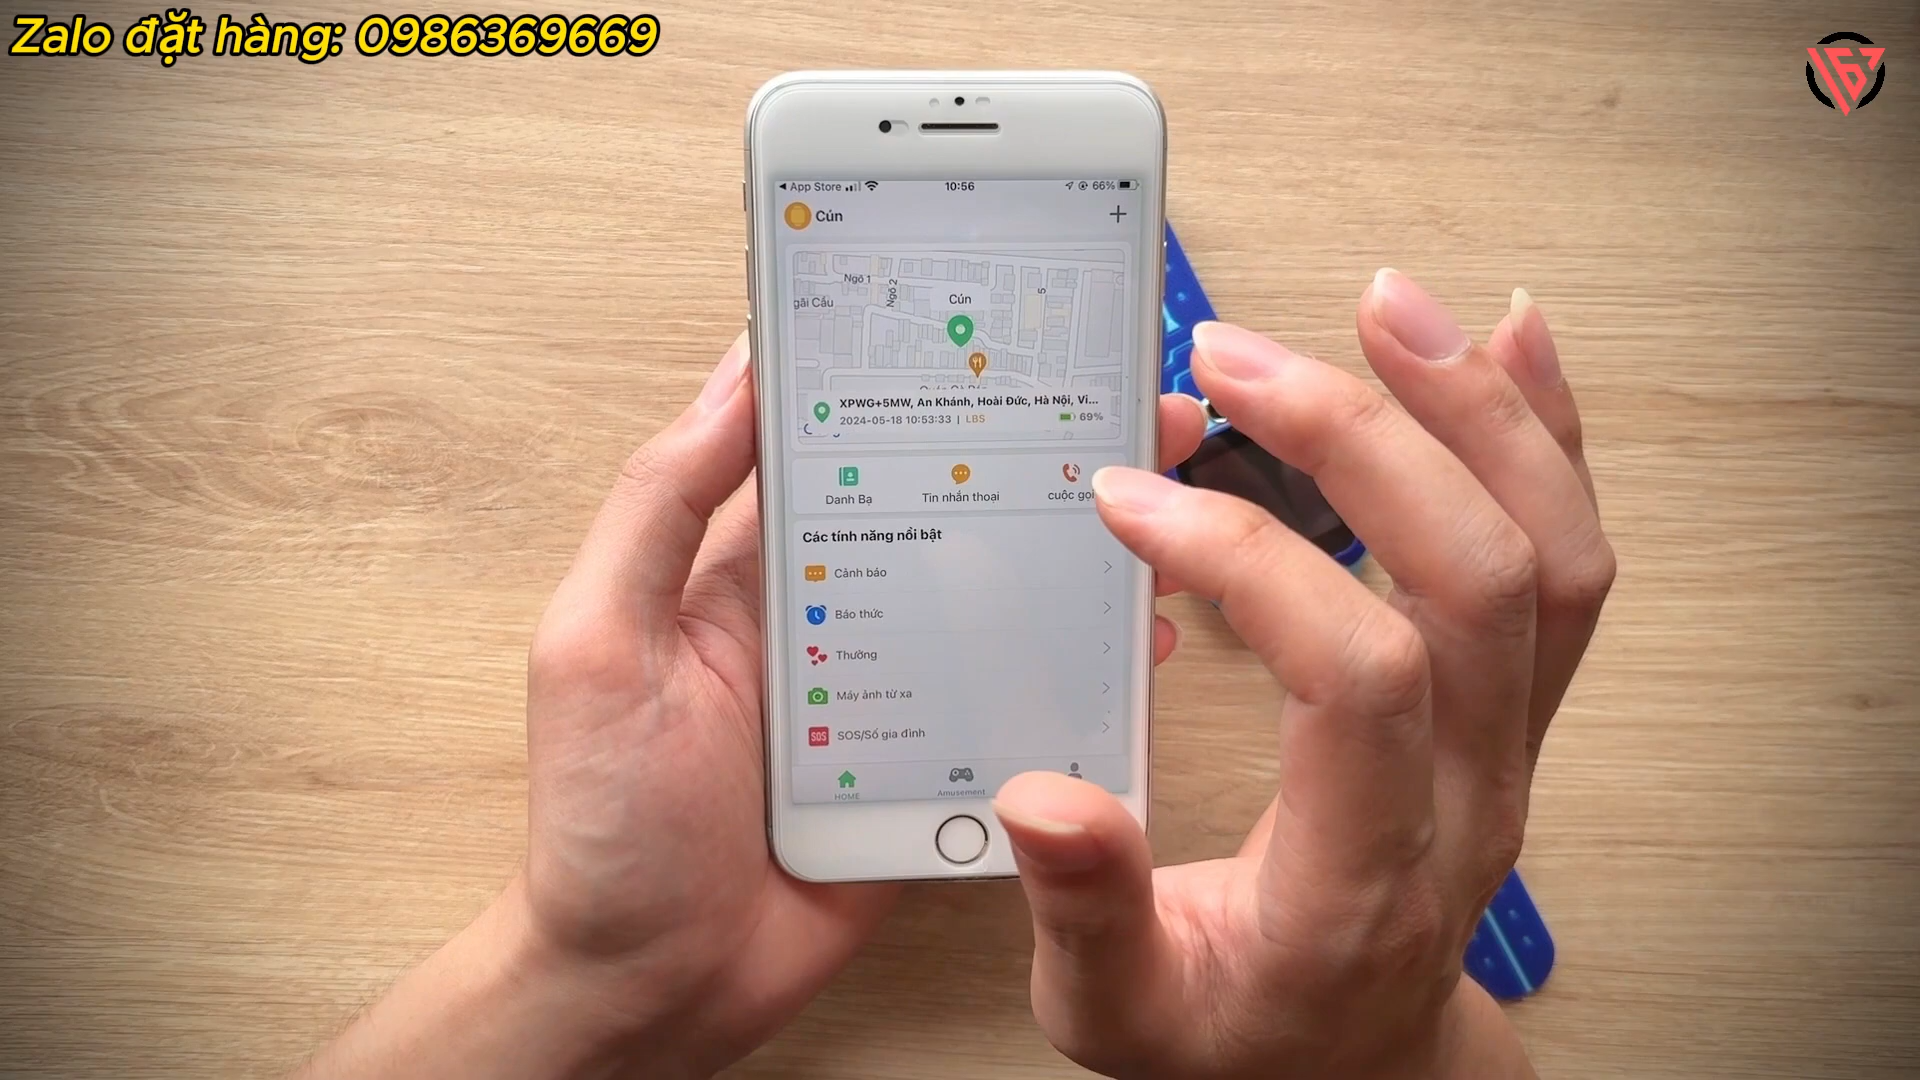 Zalo đặt hàng: 0986369669
App Store
10:56
66%
Cún
Ngõ 1
Ngõ 2
5
gãi Cầu
Cún
XPWG+5MW, An Khánh, Hoài Đức, Hà Nội, Vi...
2024-05-18 10:53:33 | LBS
69%
Danh Bạ
Tin nhắn thoại
cuộc gọi
Các tính năng nổi bật
Cảnh báo
Báo thức
Thưởng
Máy ảnh từ xa
SOS
SOS/Số gia đình
HOME
Amusement